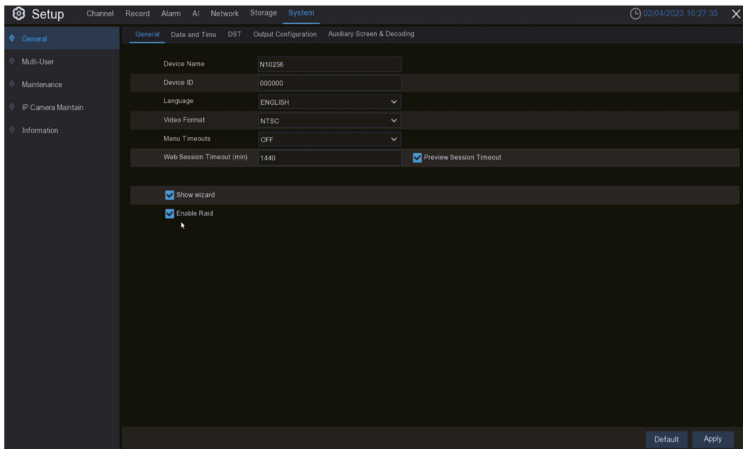 Setup Channel Record Alarm AI Network Storage System 02/04/2023 16:27:35
General
Multi-User
Maintenance
IP Camera Maintain
Information
General Date and Time DST Output Configuration Auxiliary Screen & Decoding
Device Name N10256
Device ID 000000
Language ENGLISH
Video Format NTSC
Menu Timeouts OFF
Web Session Timeout (min) 1440 Preview Session Timeout
Show wizard
Enable Raid
Default Apply